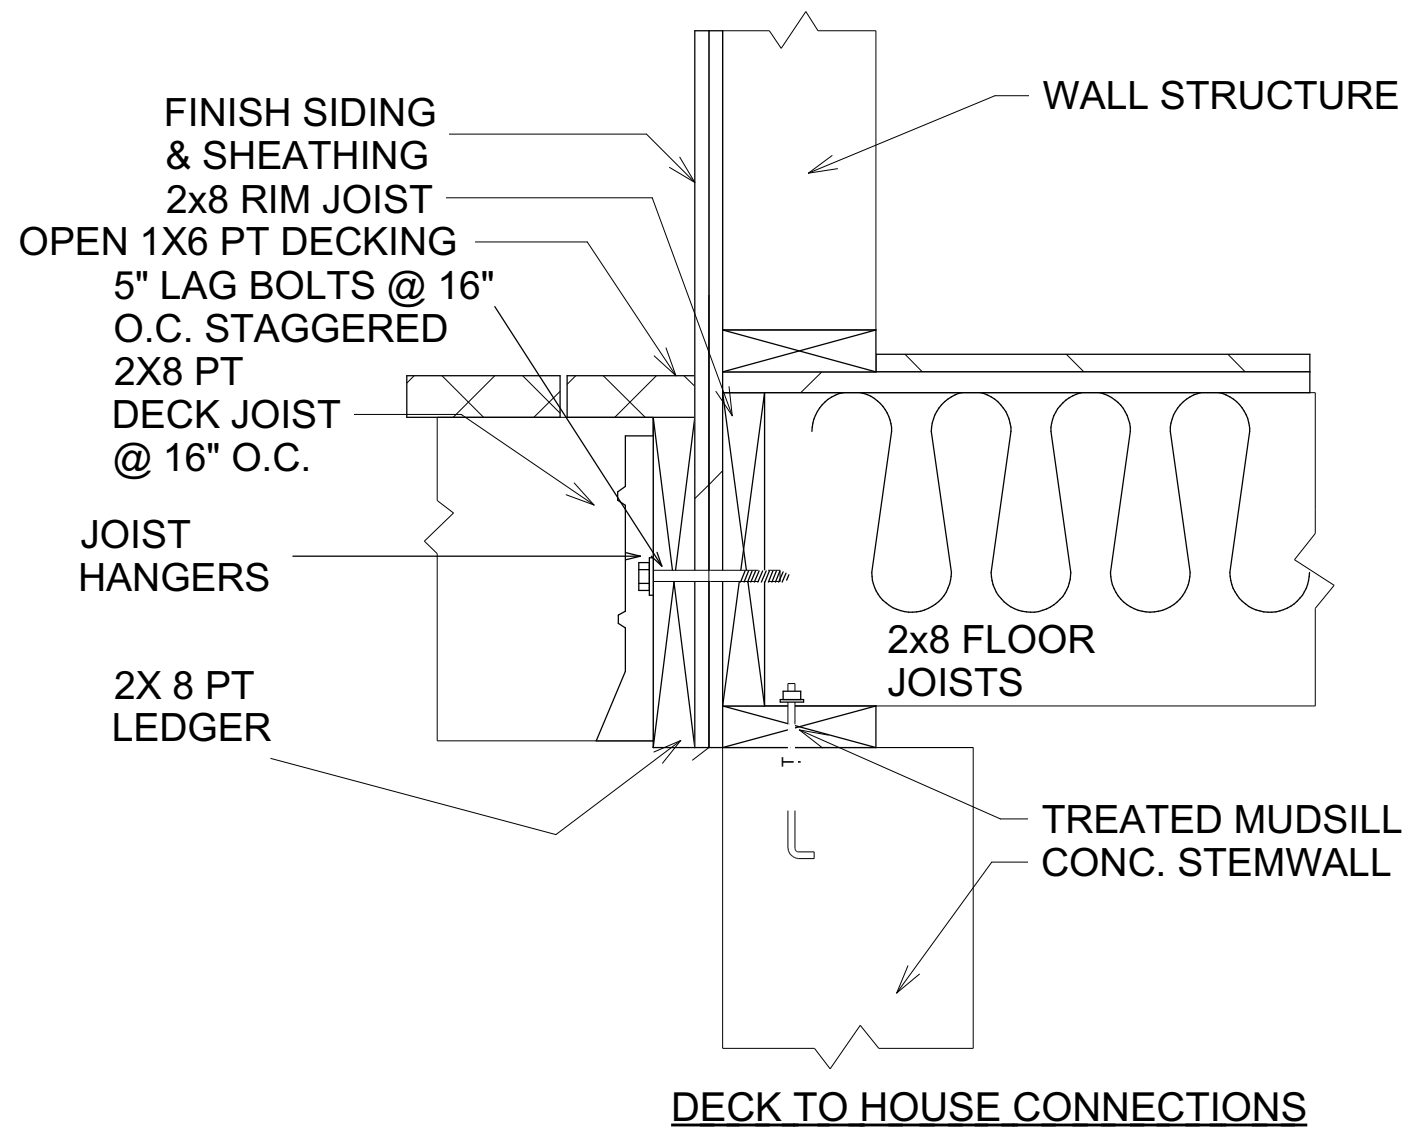 FINISH SIDING
& SHEATHING
2x8 RIM JOIST
OPEN 1X6 PT DECKING
5" LAG BOLTS @ 16"
O.C. STAGGERED
2X8 PT
DECK JOIST
@ 16" O.C.
JOIST
HANGERS
2X 8 PT
LEDGER
WALL STRUCTURE
2x8 FLOOR
JOISTS
TREATED MUDSILL
CONC. STEMWALL
DECK TO HOUSE CONNECTIONS